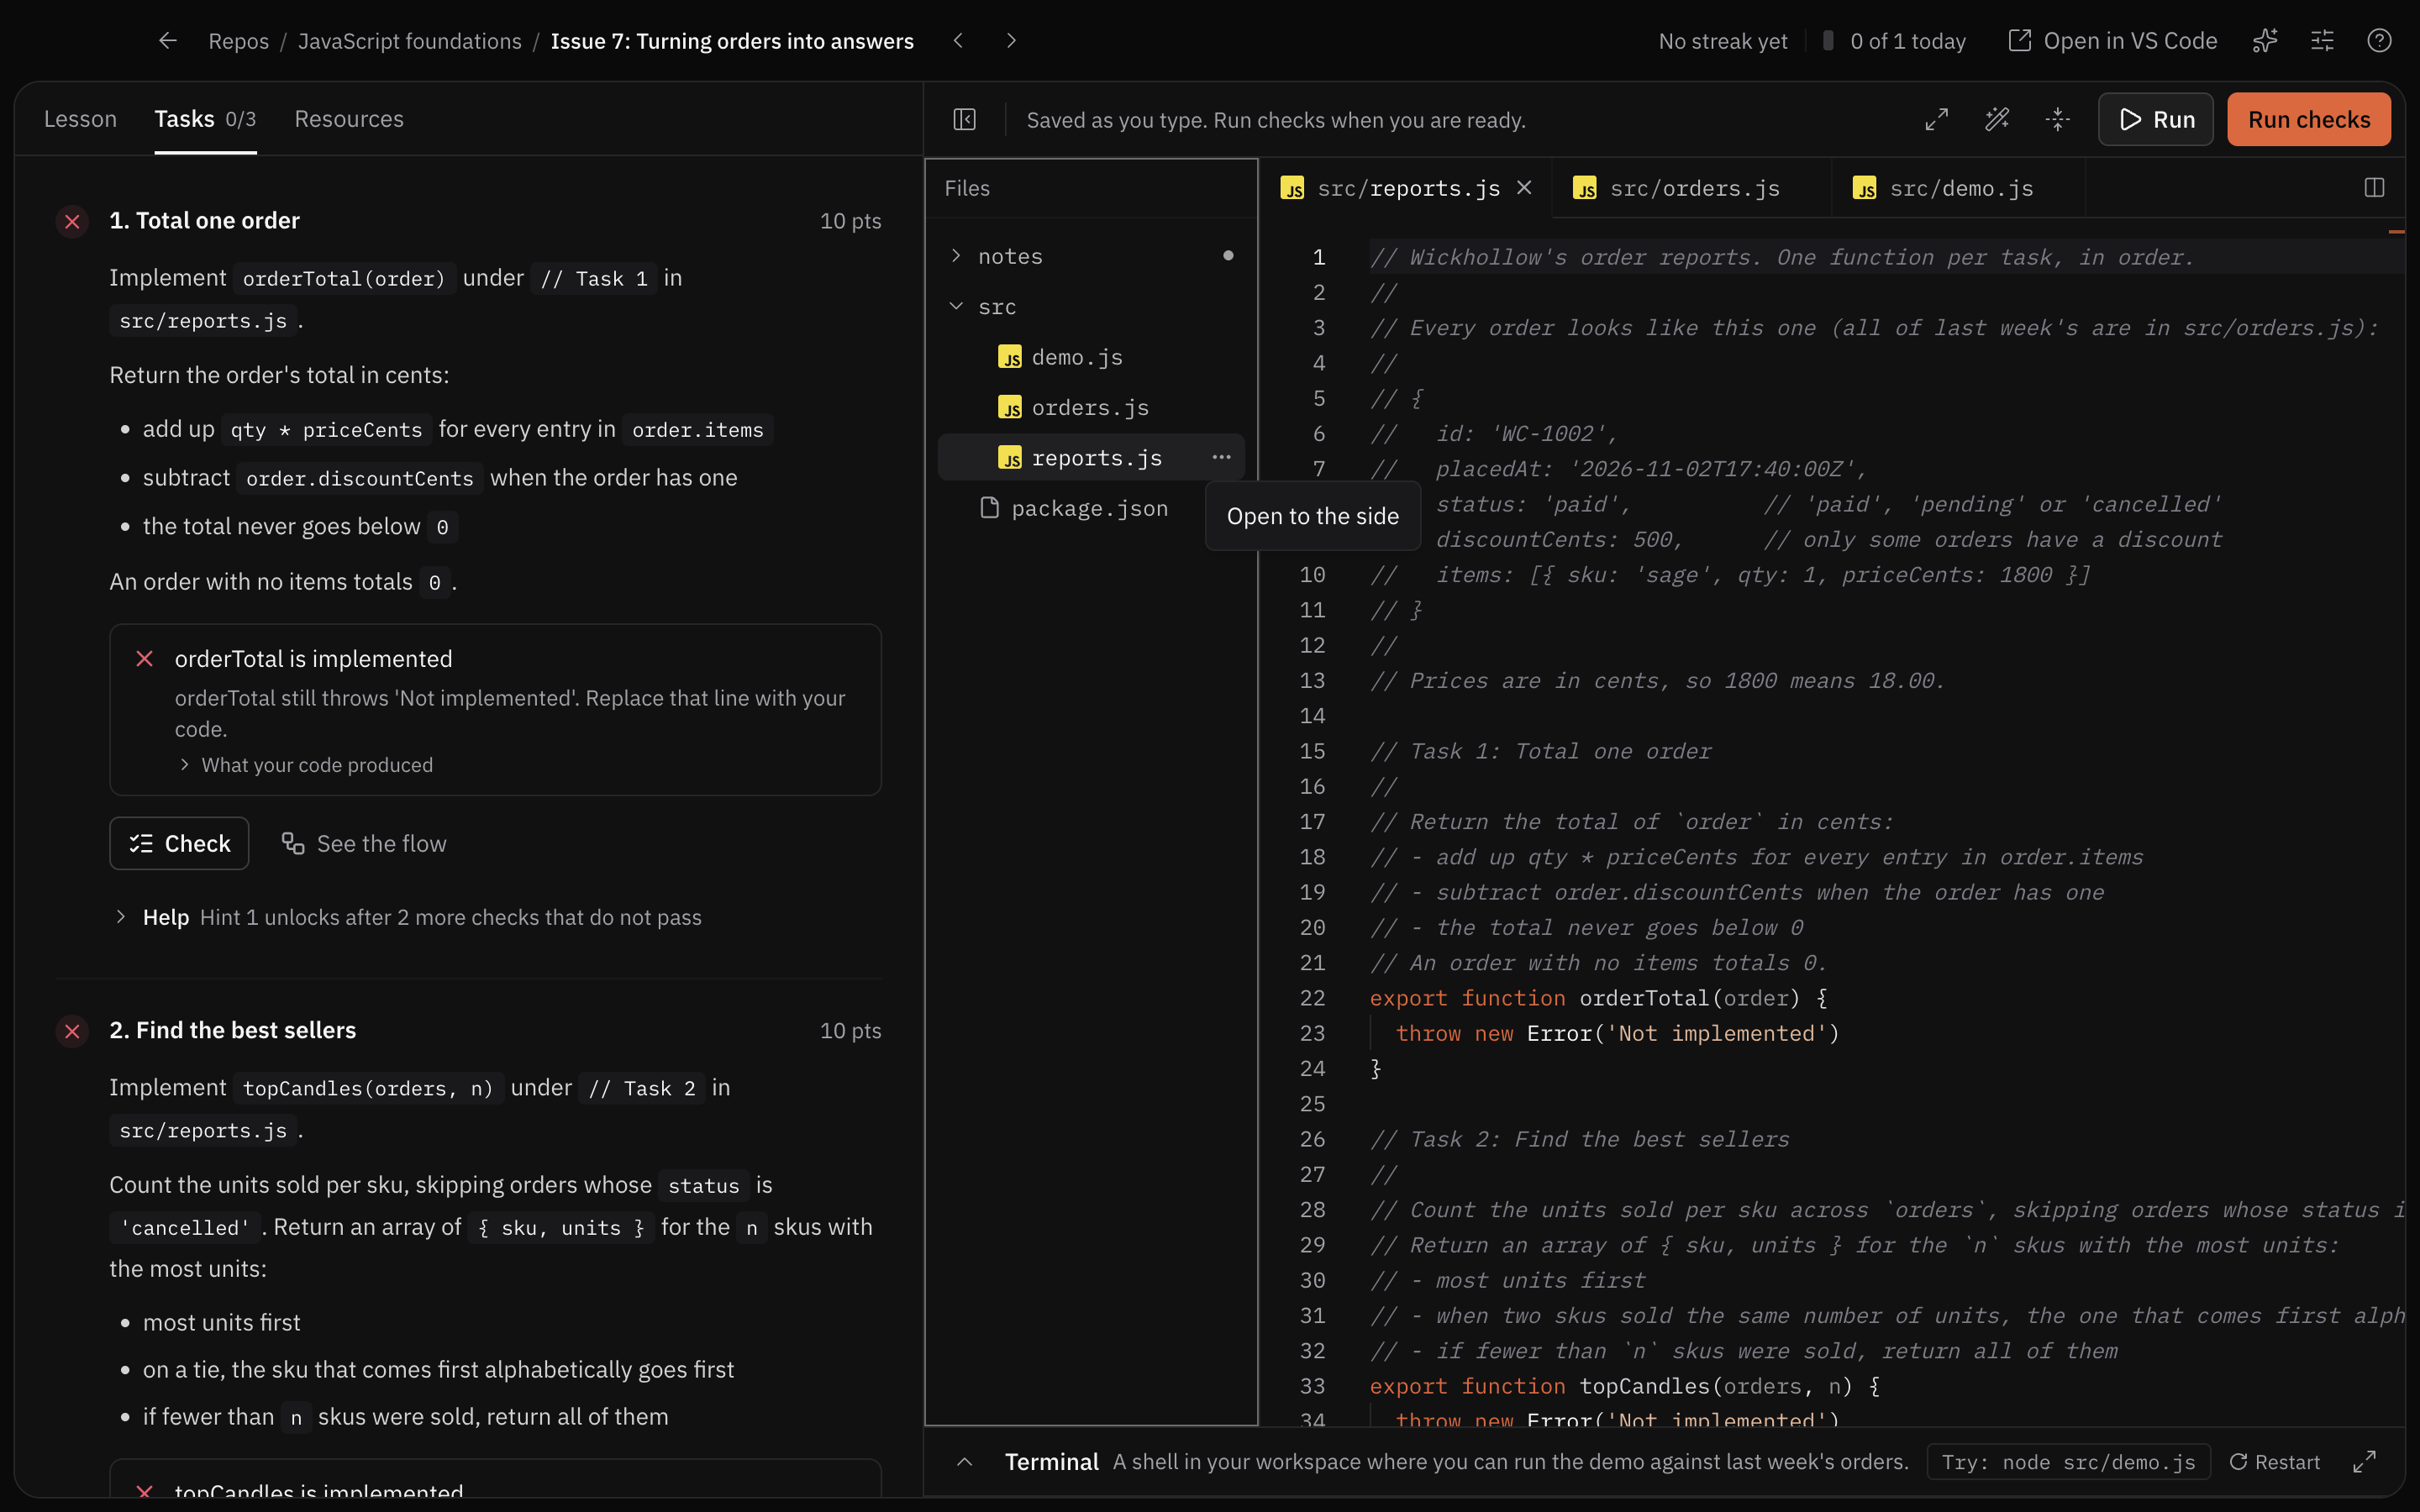 Repos / JavaScript foundations / Issue 7: Turning orders into answers
No streak yet
0 of 1 today
Open in VS Code
Lesson
Tasks 0/3
Resources
1. Total one order
10 pts
Implement orderTotal(order) under // Task 1 in
src/reports.js .
Return the order's total in cents:
• add up qty * priceCents for every entry in order.items
• subtract order.discountCents when the order has one
• the total never goes below 0
An order with no items totals 0 .
orderTotal is implemented
orderTotal still throws 'Not implemented'. Replace that line with your
code.
What your code produced
Check
See the flow
Help Hint 1 unlocks after 2 more checks that do not pass
2. Find the best sellers
10 pts
Implement topCandles(orders, n) under // Task 2 in
src/reports.js .
Count the units sold per sku, skipping orders whose status is
'cancelled' . Return an array of { sku, units } for the n skus with
the most units:
• most units first
• on a tie, the sku that comes first alphabetically goes first
• if fewer than n skus were sold, return all of them
topCandles is implemented
Saved as you type. Run checks when you are ready.
Run
Run checks
Files
notes
src
JS demo.js
JS orders.js
JS reports.js
package.json
Open to the side
JS src/reports.js
JS src/orders.js
JS src/demo.js
1 // Wickhollow's order reports. One function per task, in order.
2 //
3 // Every order looks like this one (all of last week's are in src/orders.js):
4 //
5 // {
6 //   id: 'WC-1002',
7 //   placedAt: '2026-11-02T17:40:00Z',
status: 'paid',          // 'paid', 'pending' or 'cancelled'
discountCents: 500,      // only some orders have a discount
10 //   items: [{ sku: 'sage', qty: 1, priceCents: 1800 }]
11 // }
12 //
13 // Prices are in cents, so 1800 means 18.00.
14
15 // Task 1: Total one order
16 //
17 // Return the total of `order` in cents:
18 // - add up qty * priceCents for every entry in order.items
19 // - subtract order.discountCents when the order has one
20 // - the total never goes below 0
21 // An order with no items totals 0.
22 export function orderTotal(order) {
23   throw new Error('Not implemented')
24 }
25
26 // Task 2: Find the best sellers
27 //
28 // Count the units sold per sku across `orders`, skipping orders whose status i
29 // Return an array of { sku, units } for the `n` skus with the most units:
30 // - most units first
31 // - when two skus sold the same number of units, the one that comes first alph
32 // - if fewer than `n` skus were sold, return all of them
33 export function topCandles(orders, n) {
34   throw new Error('Not implemented')
Terminal A shell in your workspace where you can run the demo against last week's orders.
Try: node src/demo.js
Restart